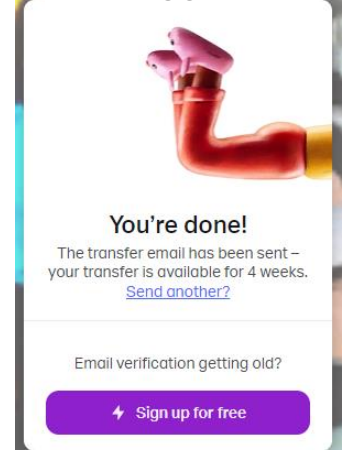 You're done!
The transfer email has been sent –
your transfer is available for 4 weeks.
Send another?
Email verification getting old?
Sign up for free